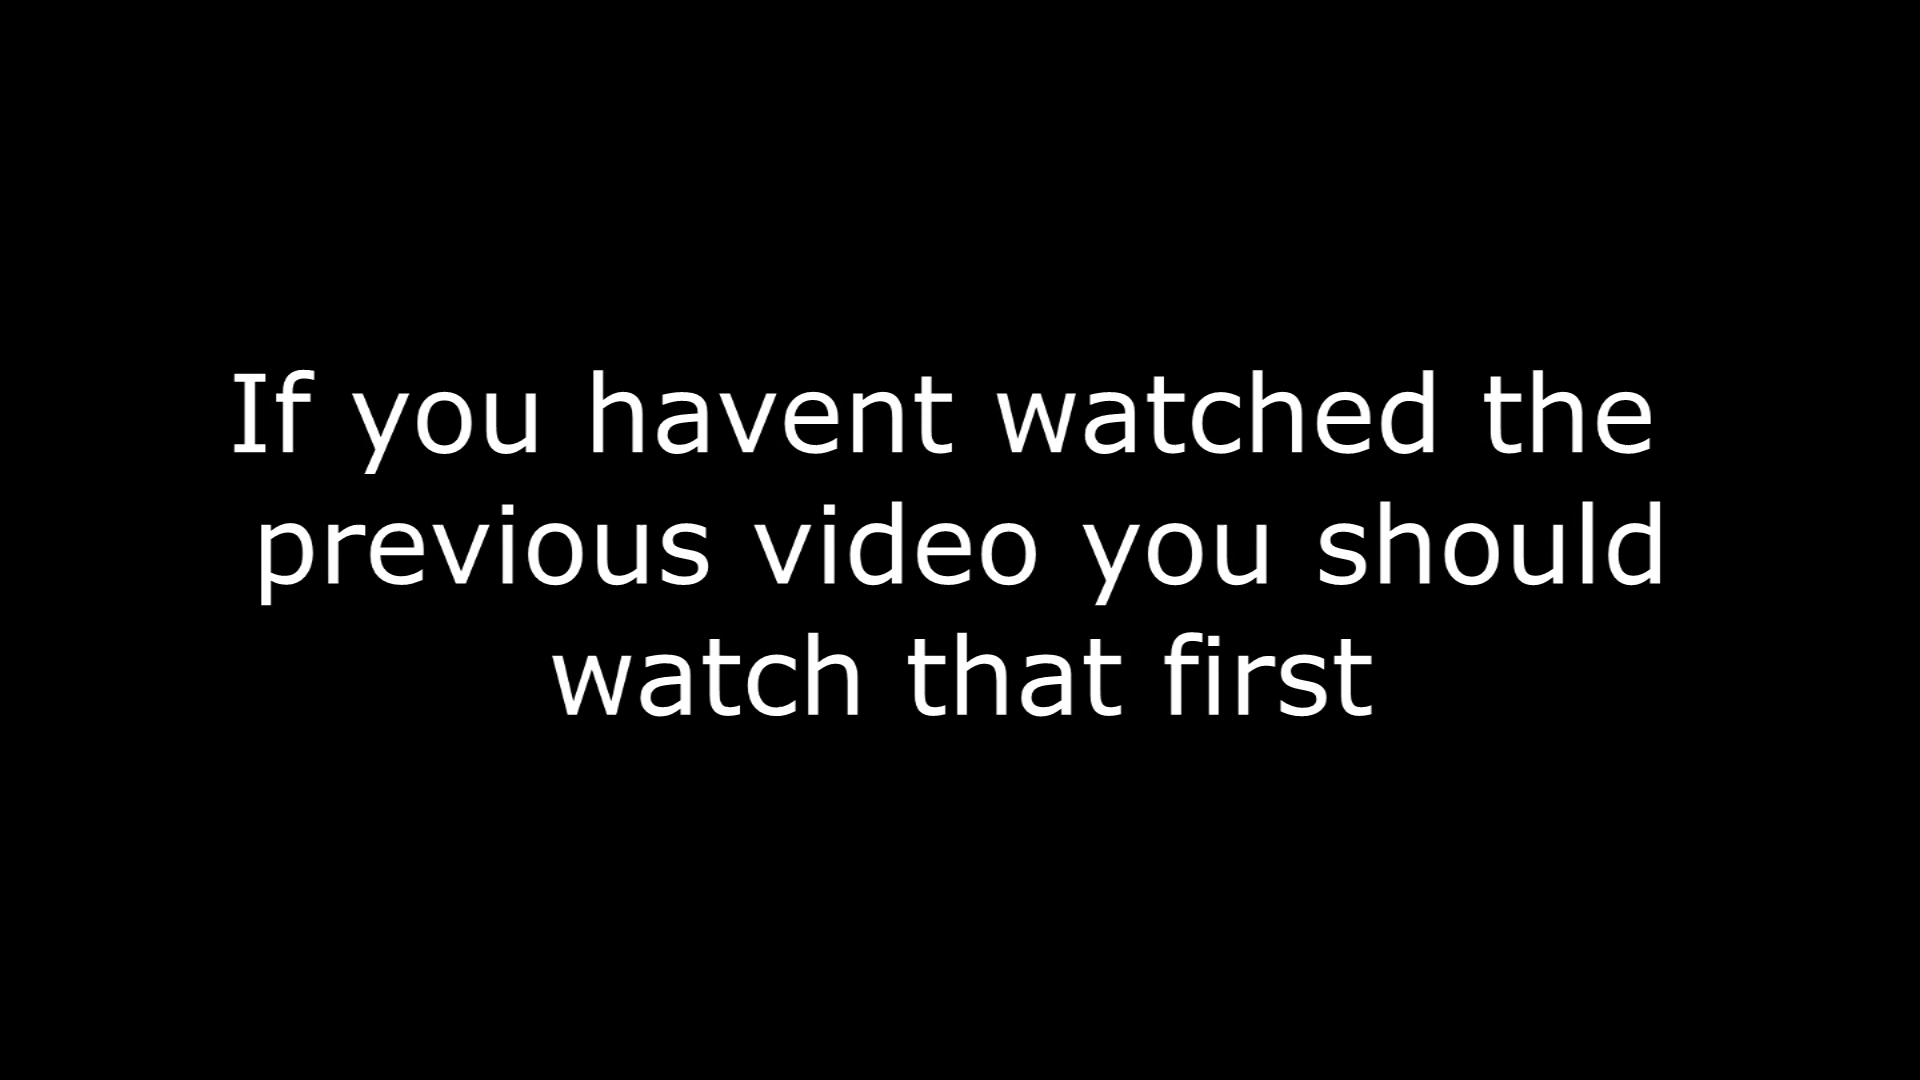 If you havent watched the
previous video you should
watch that first